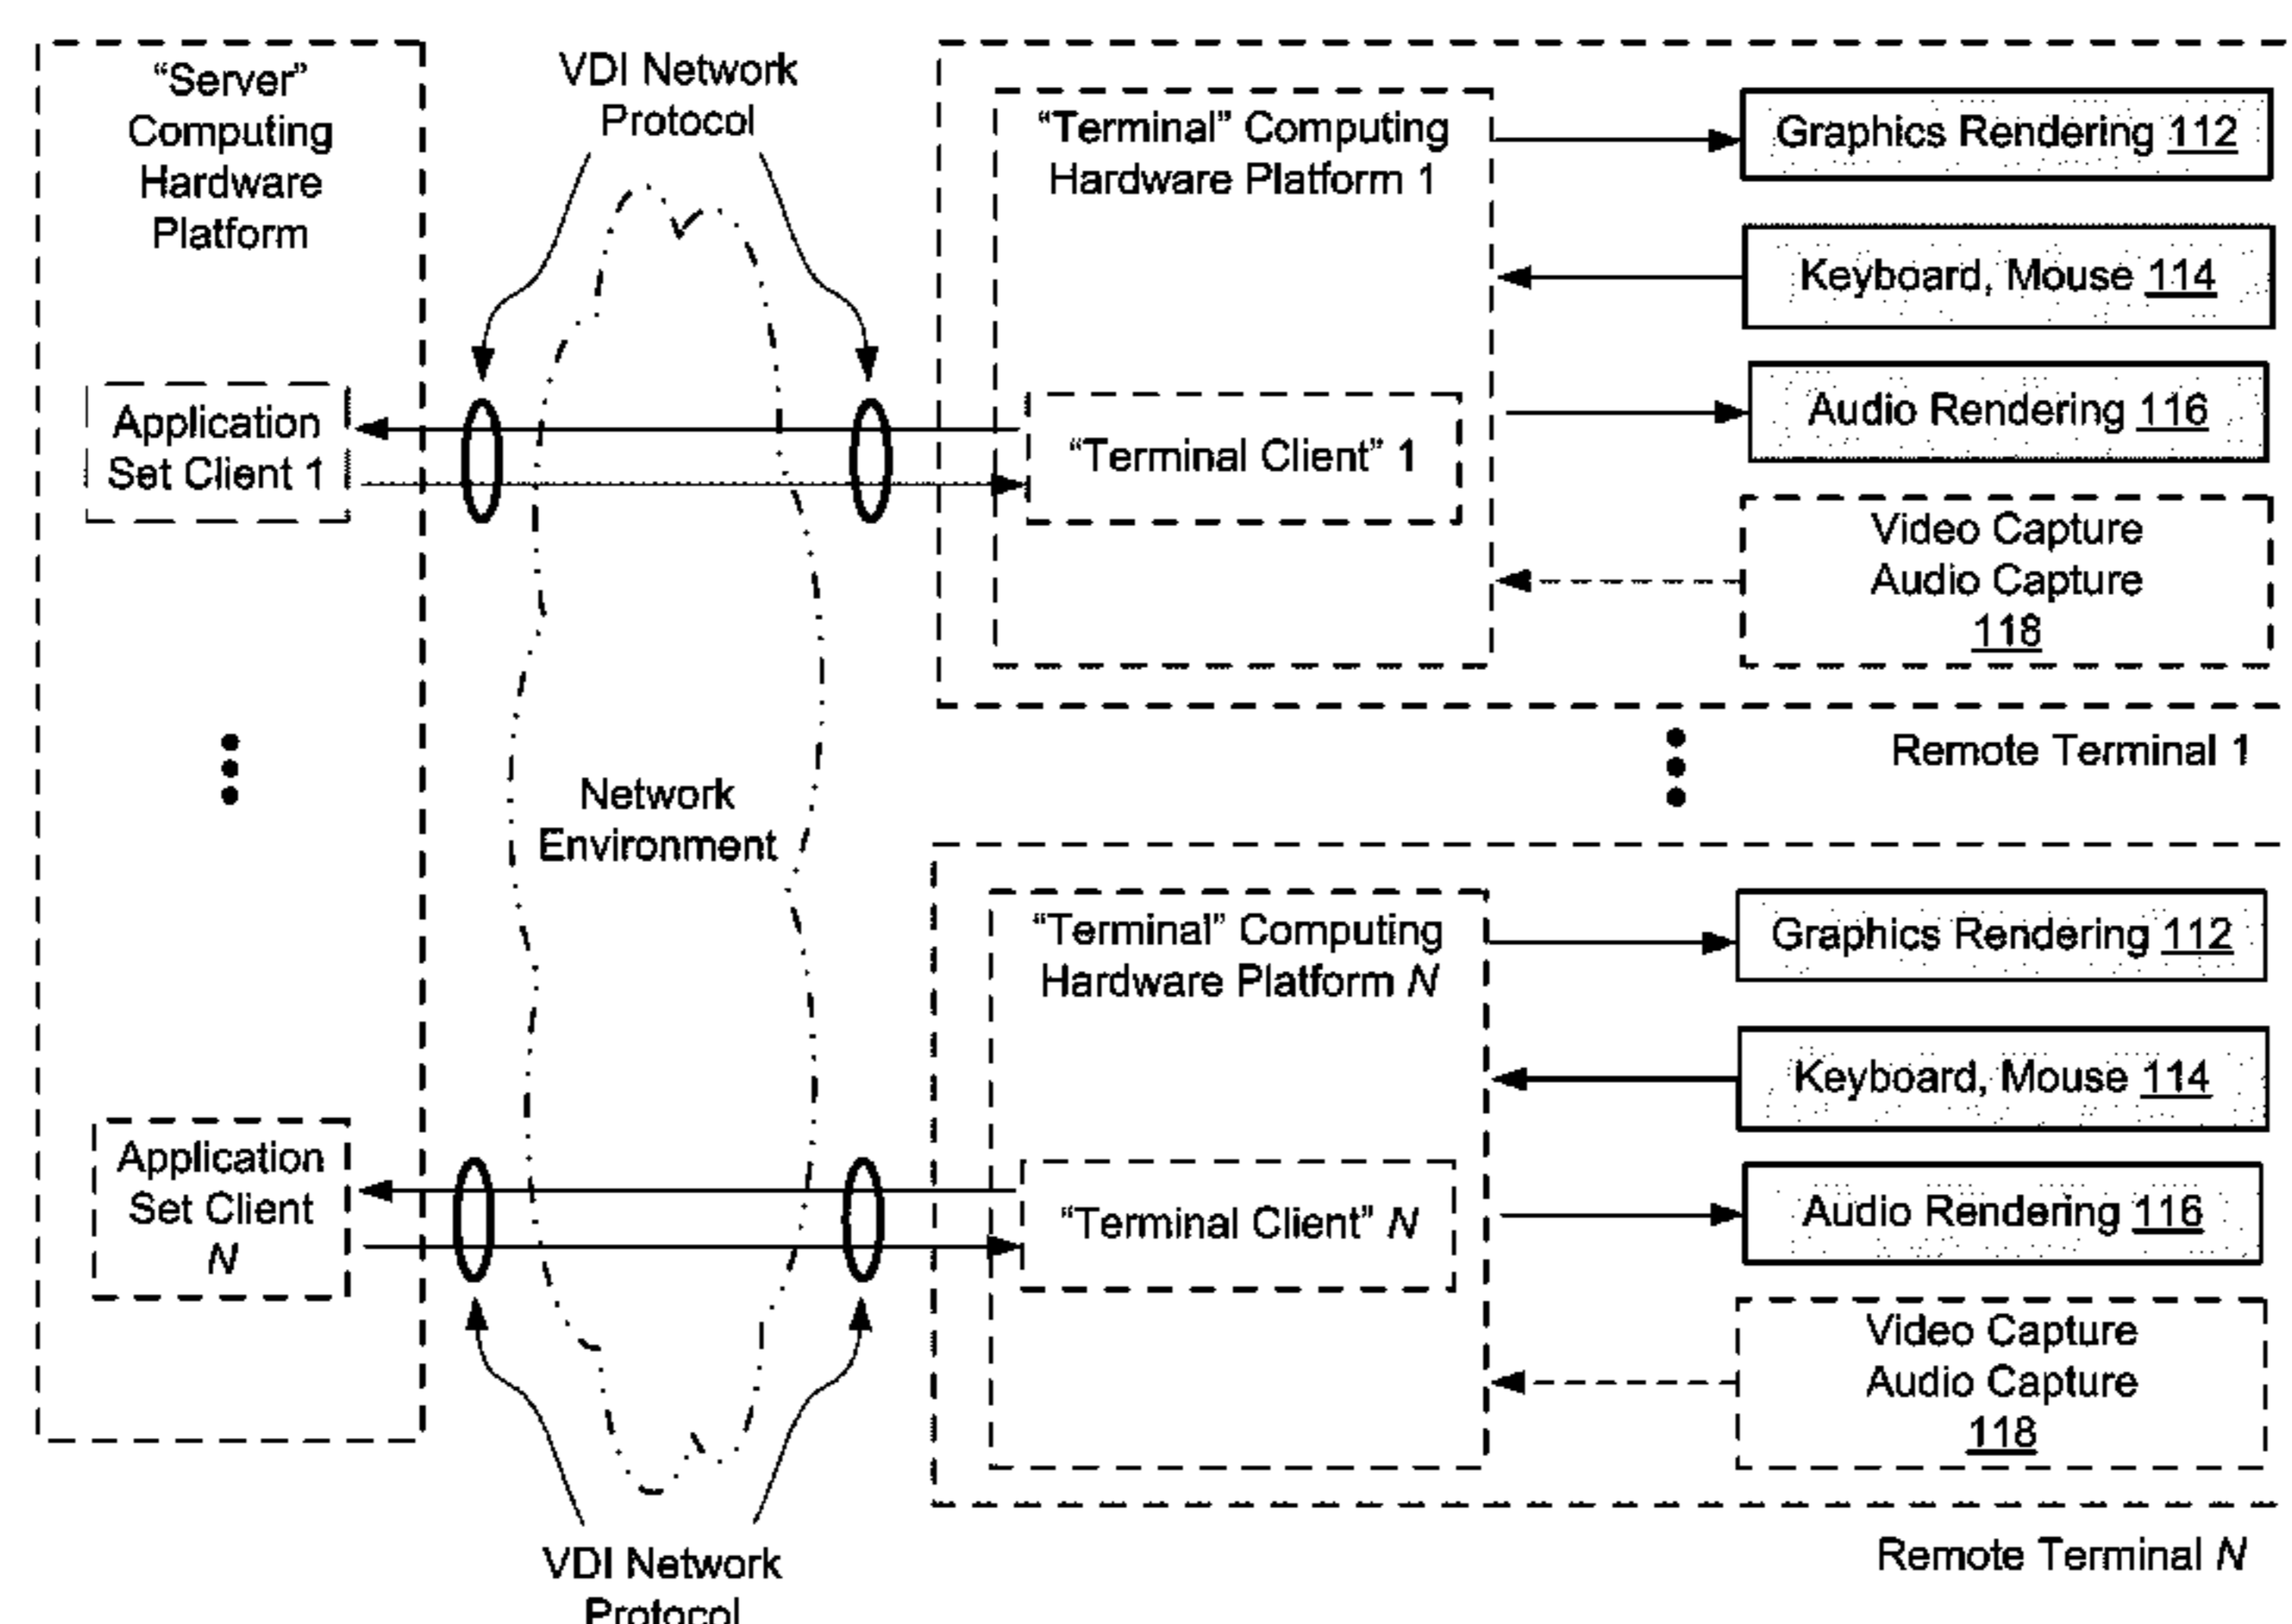 “Server”
Computing
Hardware
Platform
VDI Network
Protocol
“Terminal” Computing
Hardware Platform 1
Graphics Rendering 112
Keyboard, Mouse 114
Application
Set Client 1
“Terminal Client” 1
Audio Rendering 116
Video Capture
Audio Capture
118
Remote Terminal 1
Network
Environment
“Terminal” Computing
Hardware Platform N
Graphics Rendering 112
Keyboard, Mouse 114
Application
Set Client
N
“Terminal Client” N
Audio Rendering 116
Video Capture
Audio Capture
118
Remote Terminal N
VDI Network
Protocol